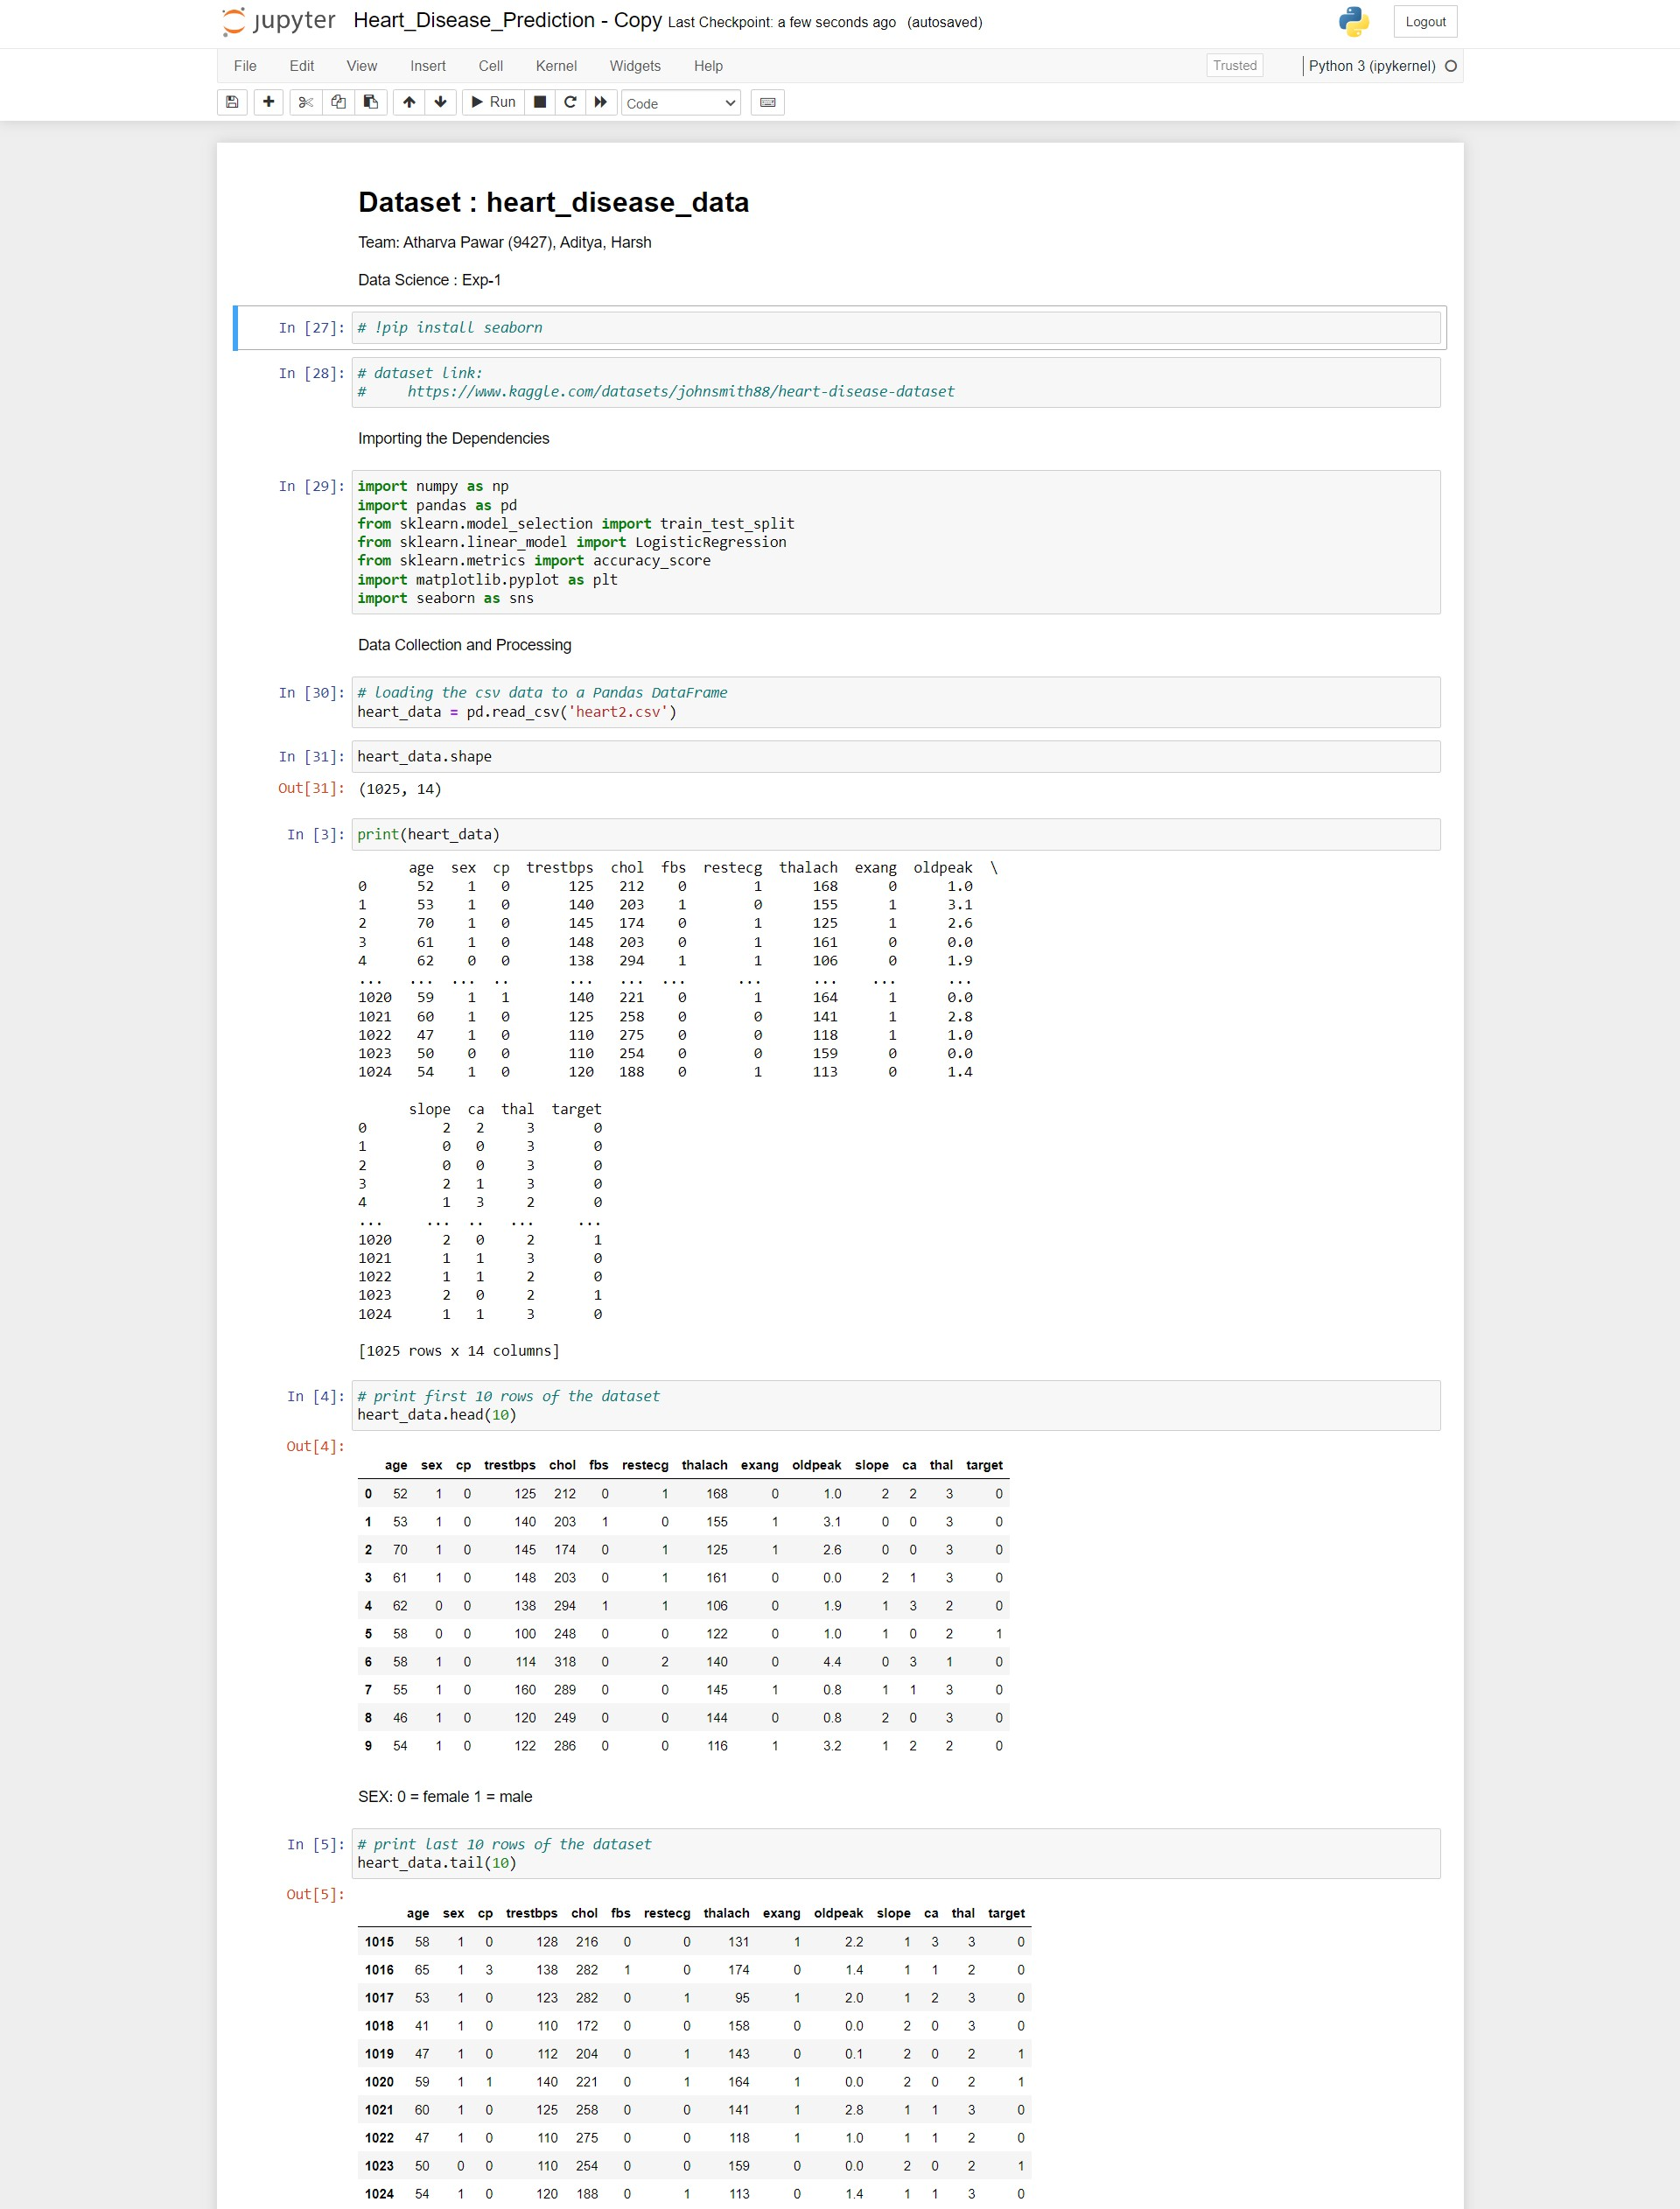 jupyter Heart_Disease_Prediction - Copy Last Checkpoint: a few seconds ago (autosaved) Logout
File Edit View Insert Cell Kernel Widgets Help Trusted Python 3 (ipykernel)
Run Code
Dataset : heart_disease_data
Team: Atharva Pawar (9427), Aditya, Harsh
Data Science : Exp-1
In [27]: # !pip install seaborn
In [28]: # dataset link:
# https://www.kaggle.com/datasets/johnsmith88/heart-disease-dataset
Importing the Dependencies
In [29]: import numpy as np
import pandas as pd
from sklearn.model_selection import train_test_split
from sklearn.linear_model import LogisticRegression
from sklearn.metrics import accuracy_score
import matplotlib.pyplot as plt
import seaborn as sns
Data Collection and Processing
In [30]: # loading the csv data to a Pandas DataFrame
heart_data = pd.read_csv('heart2.csv')
In [31]: heart_data.shape
Out[31]: (1025, 14)
In [3]: print(heart_data)
age sex cp trestbps chol fbs restecg thalach exang oldpeak \
0 52 1 0 125 212 0 1 168 0 1.0
1 53 1 0 140 203 1 0 155 1 3.1
2 70 1 0 145 174 0 1 125 1 2.6
3 61 1 0 148 203 0 1 161 0 0.0
4 62 0 0 138 294 1 1 106 0 1.9
... ... ... .. ... ... ... ... ... ... ...
1020 59 1 1 140 221 0 1 164 1 0.0
1021 60 1 0 125 258 0 0 141 1 2.8
1022 47 1 0 110 275 0 0 118 1 1.0
1023 50 0 0 110 254 0 0 159 0 0.0
1024 54 1 0 120 188 0 1 113 0 1.4
slope ca thal target
0 2 2 3 0
1 0 0 3 0
2 0 0 3 0
3 2 1 3 0
4 1 3 2 0
... ... .. ... ...
1020 2 0 2 1
1021 1 1 3 0
1022 1 1 2 0
1023 2 0 2 1
1024 1 1 3 0
[1025 rows x 14 columns]
In [4]: # print first 10 rows of the dataset
heart_data.head(10)
Out[4]:
age sex cp trestbps chol fbs restecg thalach exang oldpeak slope ca thal target
0 52 1 0 125 212 0 1 168 0 1.0 2 2 3 0
1 53 1 0 140 203 1 0 155 1 3.1 0 0 3 0
2 70 1 0 145 174 0 1 125 1 2.6 0 0 3 0
3 61 1 0 148 203 0 1 161 0 0.0 2 1 3 0
4 62 0 0 138 294 1 1 106 0 1.9 1 3 2 0
5 58 0 0 100 248 0 0 122 0 1.0 1 0 2 1
6 58 1 0 114 318 0 2 140 0 4.4 0 3 1 0
7 55 1 0 160 289 0 0 145 1 0.8 1 1 3 0
8 46 1 0 120 249 0 0 144 0 0.8 2 0 3 0
9 54 1 0 122 286 0 0 116 1 3.2 1 2 2 0
SEX: 0 = female 1 = male
In [5]: # print last 10 rows of the dataset
heart_data.tail(10)
Out[5]:
age sex cp trestbps chol fbs restecg thalach exang oldpeak slope ca thal target
1015 58 1 0 128 216 0 0 131 1 2.2 1 3 3 0
1016 65 1 3 138 282 1 0 174 0 1.4 1 1 2 0
1017 53 1 0 123 282 0 1 95 1 2.0 1 2 3 0
1018 41 1 0 110 172 0 0 158 0 0.0 2 0 3 0
1019 47 1 0 112 204 0 1 143 0 0.1 2 0 2 1
1020 59 1 1 140 221 0 1 164 1 0.0 2 0 2 1
1021 60 1 0 125 258 0 0 141 1 2.8 1 1 3 0
1022 47 1 0 110 275 0 0 118 1 1.0 1 1 2 0
1023 50 0 0 110 254 0 0 159 0 0.0 2 0 2 1
1024 54 1 0 120 188 0 1 113 0 1.4 1 1 3 0